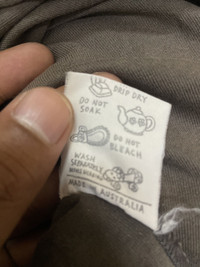 DRIP DRY
DO NOT
SOAK
DO NOT
BLEACH
WASH
SEPARATELY
MADE IN AUSTRALIA